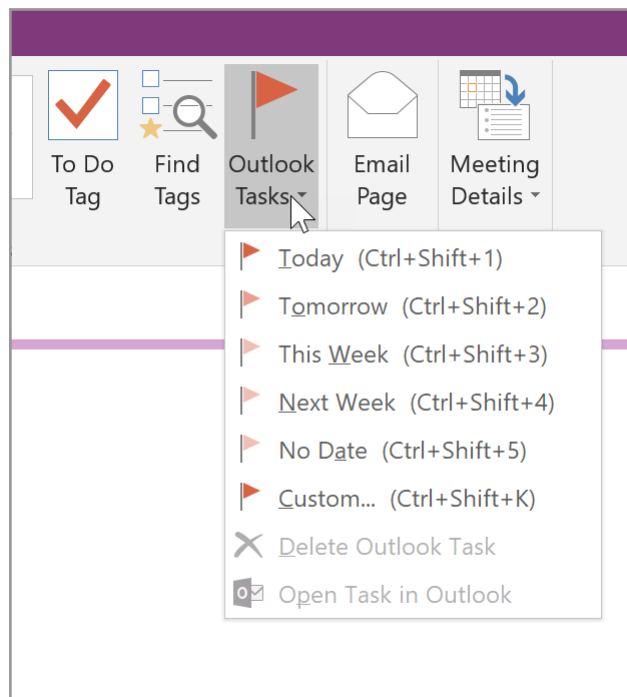 To Do
Tag
Find
Tags
Outlook
Tasks
Email
Page
Meeting
Details
Today (Ctrl+Shift+1)
Tomorrow (Ctrl+Shift+2)
This Week (Ctrl+Shift+3)
Next Week (Ctrl+Shift+4)
No Date (Ctrl+Shift+5)
Custom... (Ctrl+Shift+K)
Delete Outlook Task
Open Task in Outlook